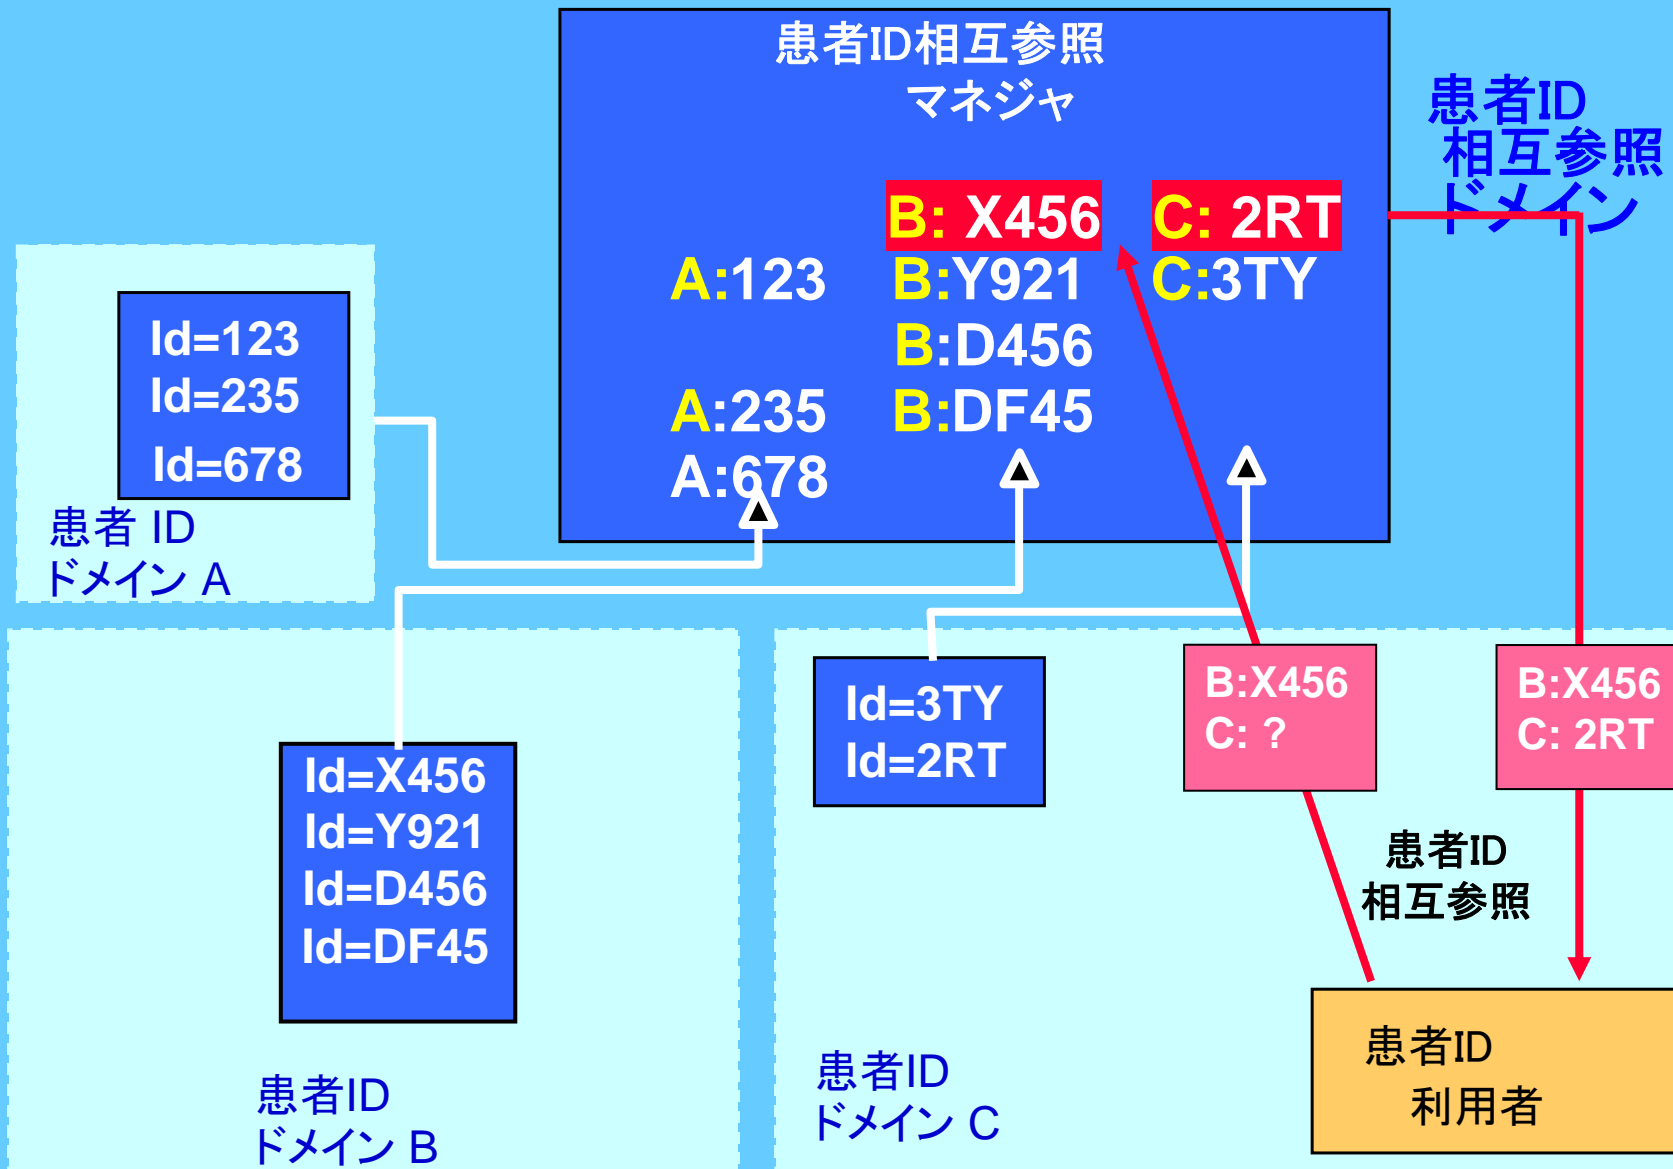 患者ID相互参照
マネジャ
患者ID
相互参照
ドメイン
B: X456 C: 2RT
A:123 B:Y921 C:3TY
B:D456
A:235 B:DF45
A:678
Id=123
Id=235
Id=678
患者 ID
ドメイン A
Id=X456
Id=Y921
Id=D456
Id=DF45
患者ID
ドメイン B
Id=3TY
Id=2RT
B:X456
C: ?
B:X456
C: 2RT
患者ID
相互参照
患者ID
ドメイン C
患者ID
利用者